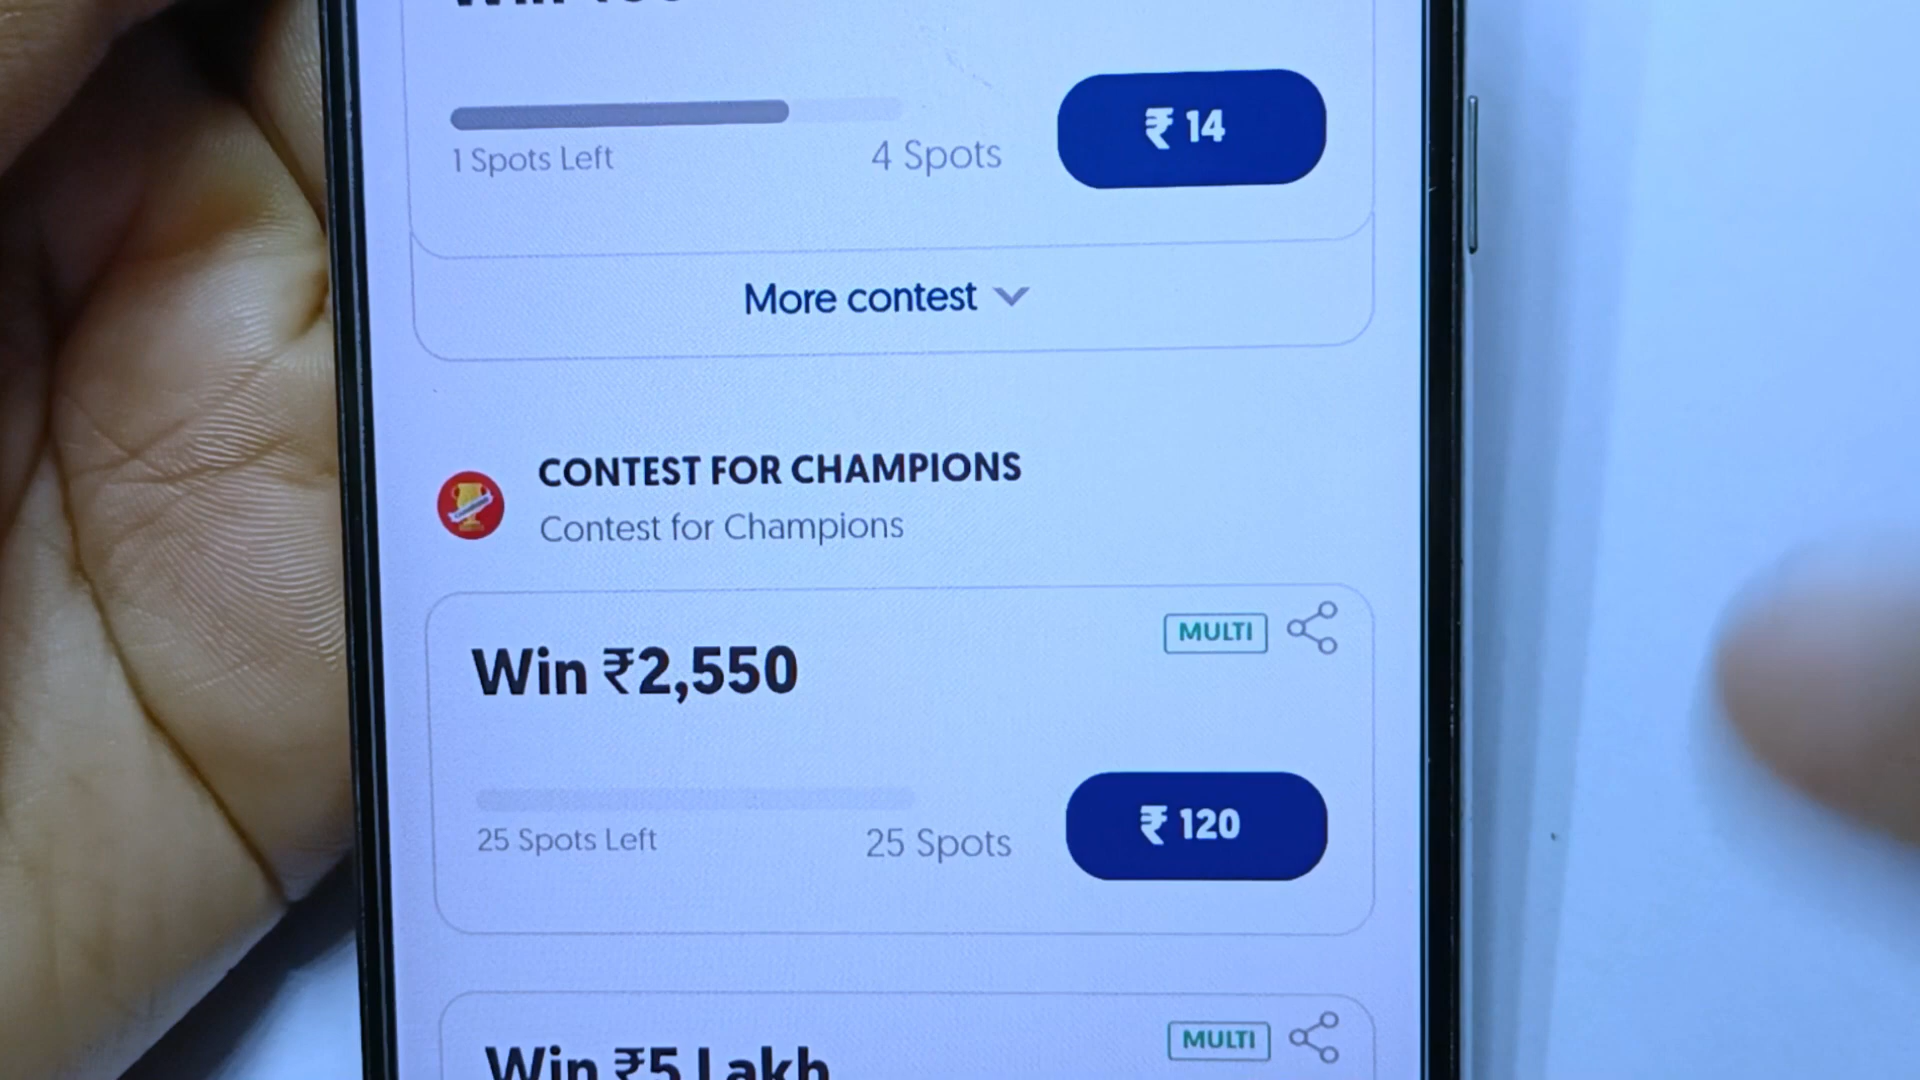 Win
1 Spots Left
4 Spots
₹ 14
More contest
CONTEST FOR CHAMPIONS
Contest for Champions
MULTI
Win ₹2,550
25 Spots Left
25 Spots
₹ 120
MULTI
Win ₹5 Lakh